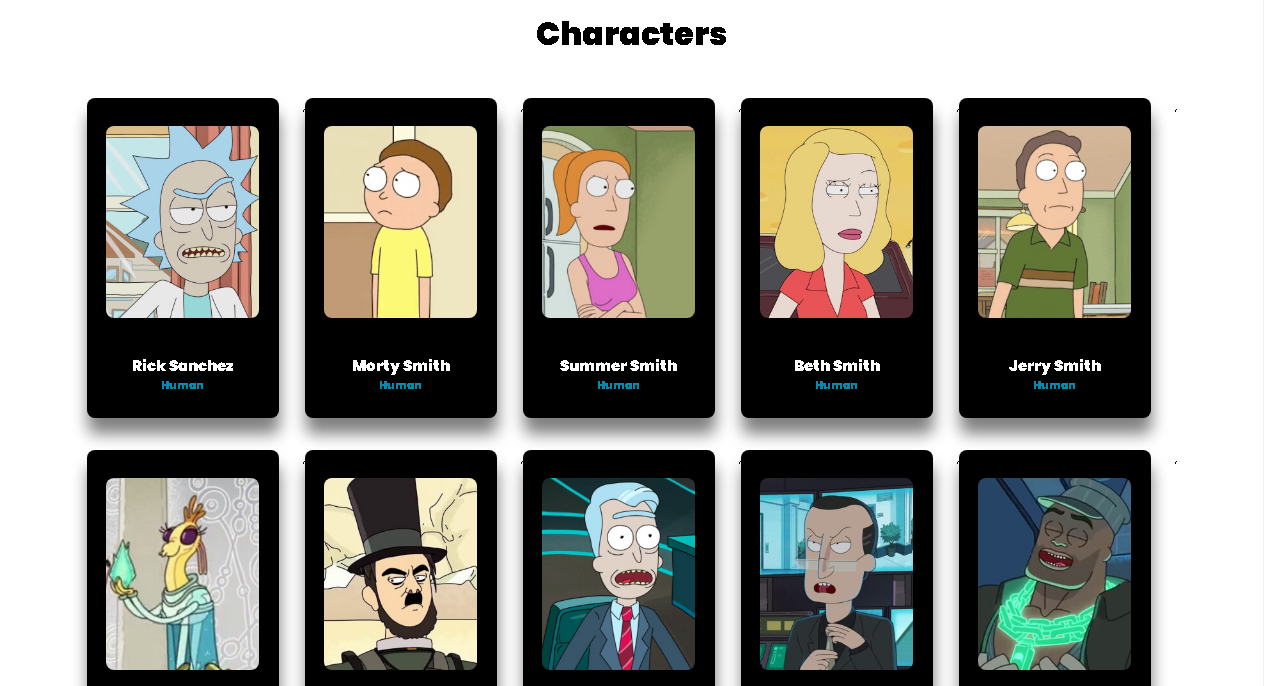 Characters
Rick Sanchez
Human
Morty Smith
Human
Summer Smith
Human
Beth Smith
Human
Jerry Smith
Human